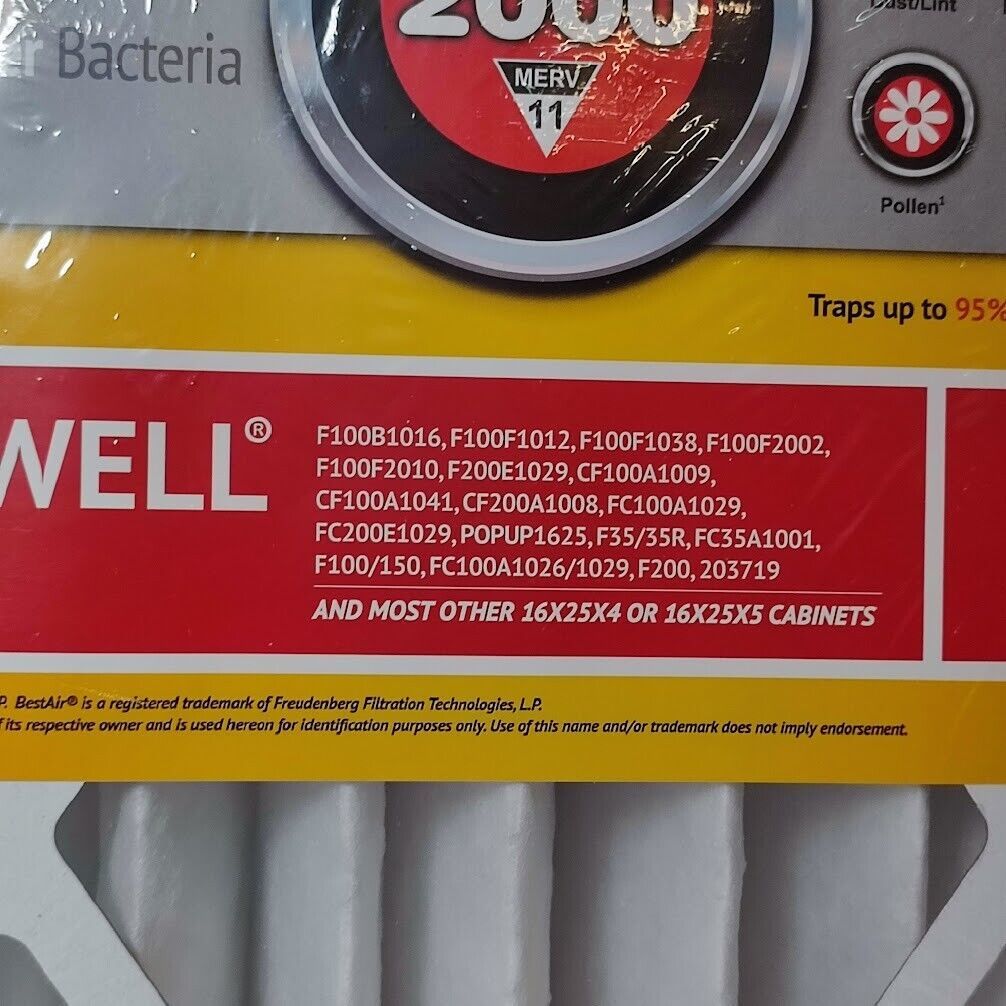 Bacteria
2000
MERV
11
Dust/Lint
Pollen¹
Traps up to 95%
WELL®
F100B1016, F100F1012, F100F1038, F100F2002,
F100F2010, F200E1029, CF100A1009,
CF100A1041, CF200A1008, FC100A1029,
FC200E1029, POPUP1625, F35/35R, FC35A1001,
F100/150, FC100A1026/1029, F200, 203719
AND MOST OTHER 16X25X4 OR 16X25X5 CABINETS
P. BestAir® is a registered trademark of Freudenberg Filtration Technologies, L.P.
f its respective owner and is used hereon for identification purposes only. Use of this name and/or trademark does not imply endorsement.